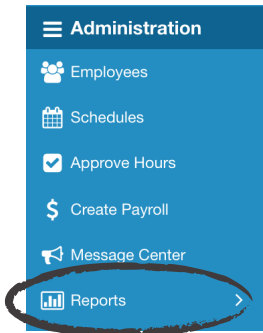 Administration
Employees
Schedules
Approve Hours
$ Create Payroll
Message Center
Reports